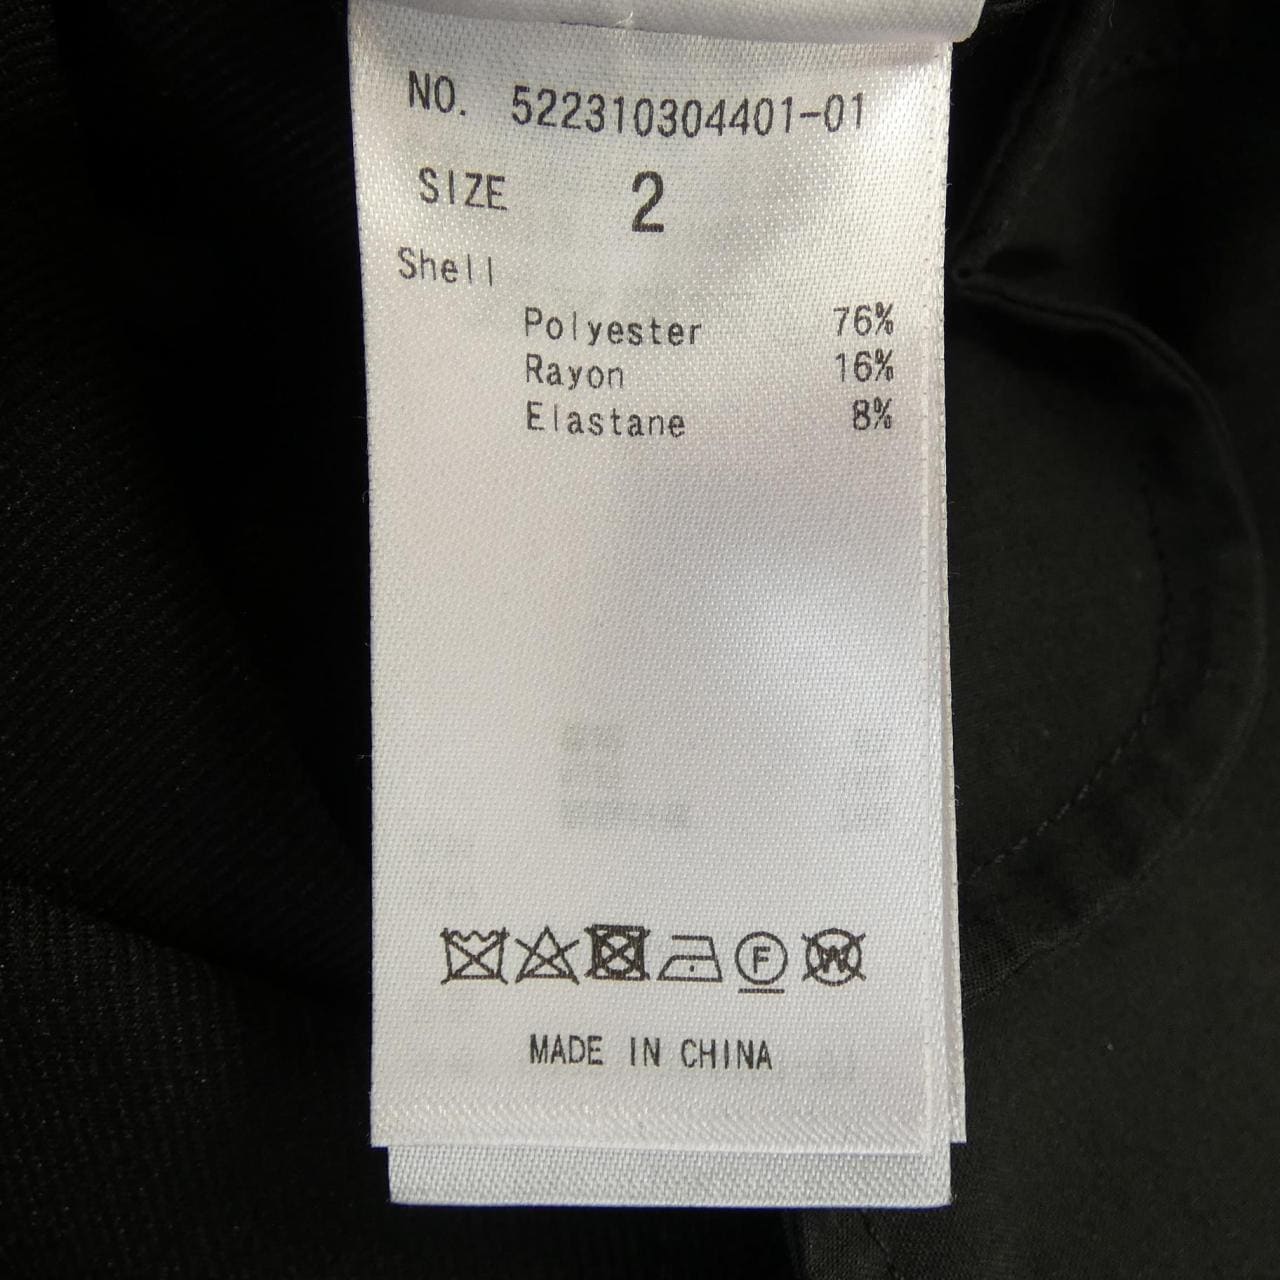 NO. 522310304401-01
SIZE 2
Shell
Polyester 76%
Rayon 16%
Elastane 8%
F W
MADE IN CHINA